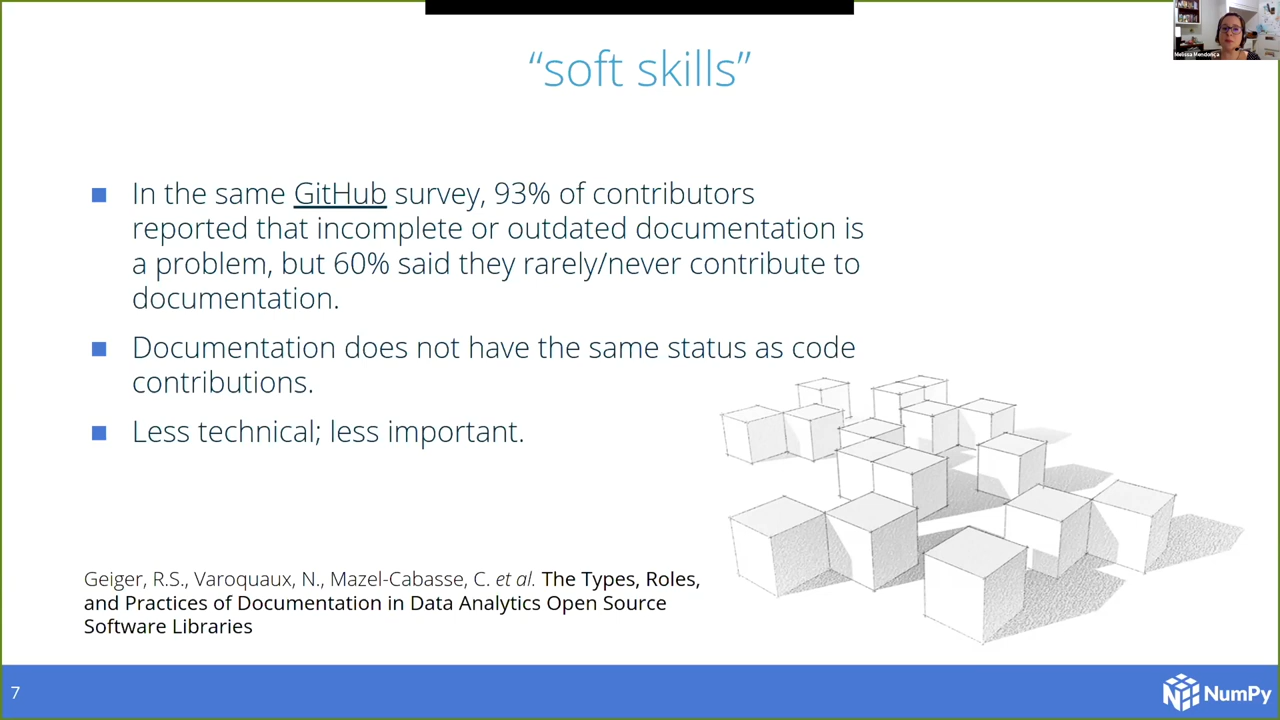 Melissa Mendonça
“soft skills”
In the same GitHub survey, 93% of contributors
reported that incomplete or outdated documentation is
a problem, but 60% said they rarely/never contribute to
documentation.
Documentation does not have the same status as code
contributions.
Less technical; less important.
Geiger, R.S., Varoquaux, N., Mazel-Cabasse, C. et al. The Types, Roles,
and Practices of Documentation in Data Analytics Open Source
Software Libraries
7
NumPy